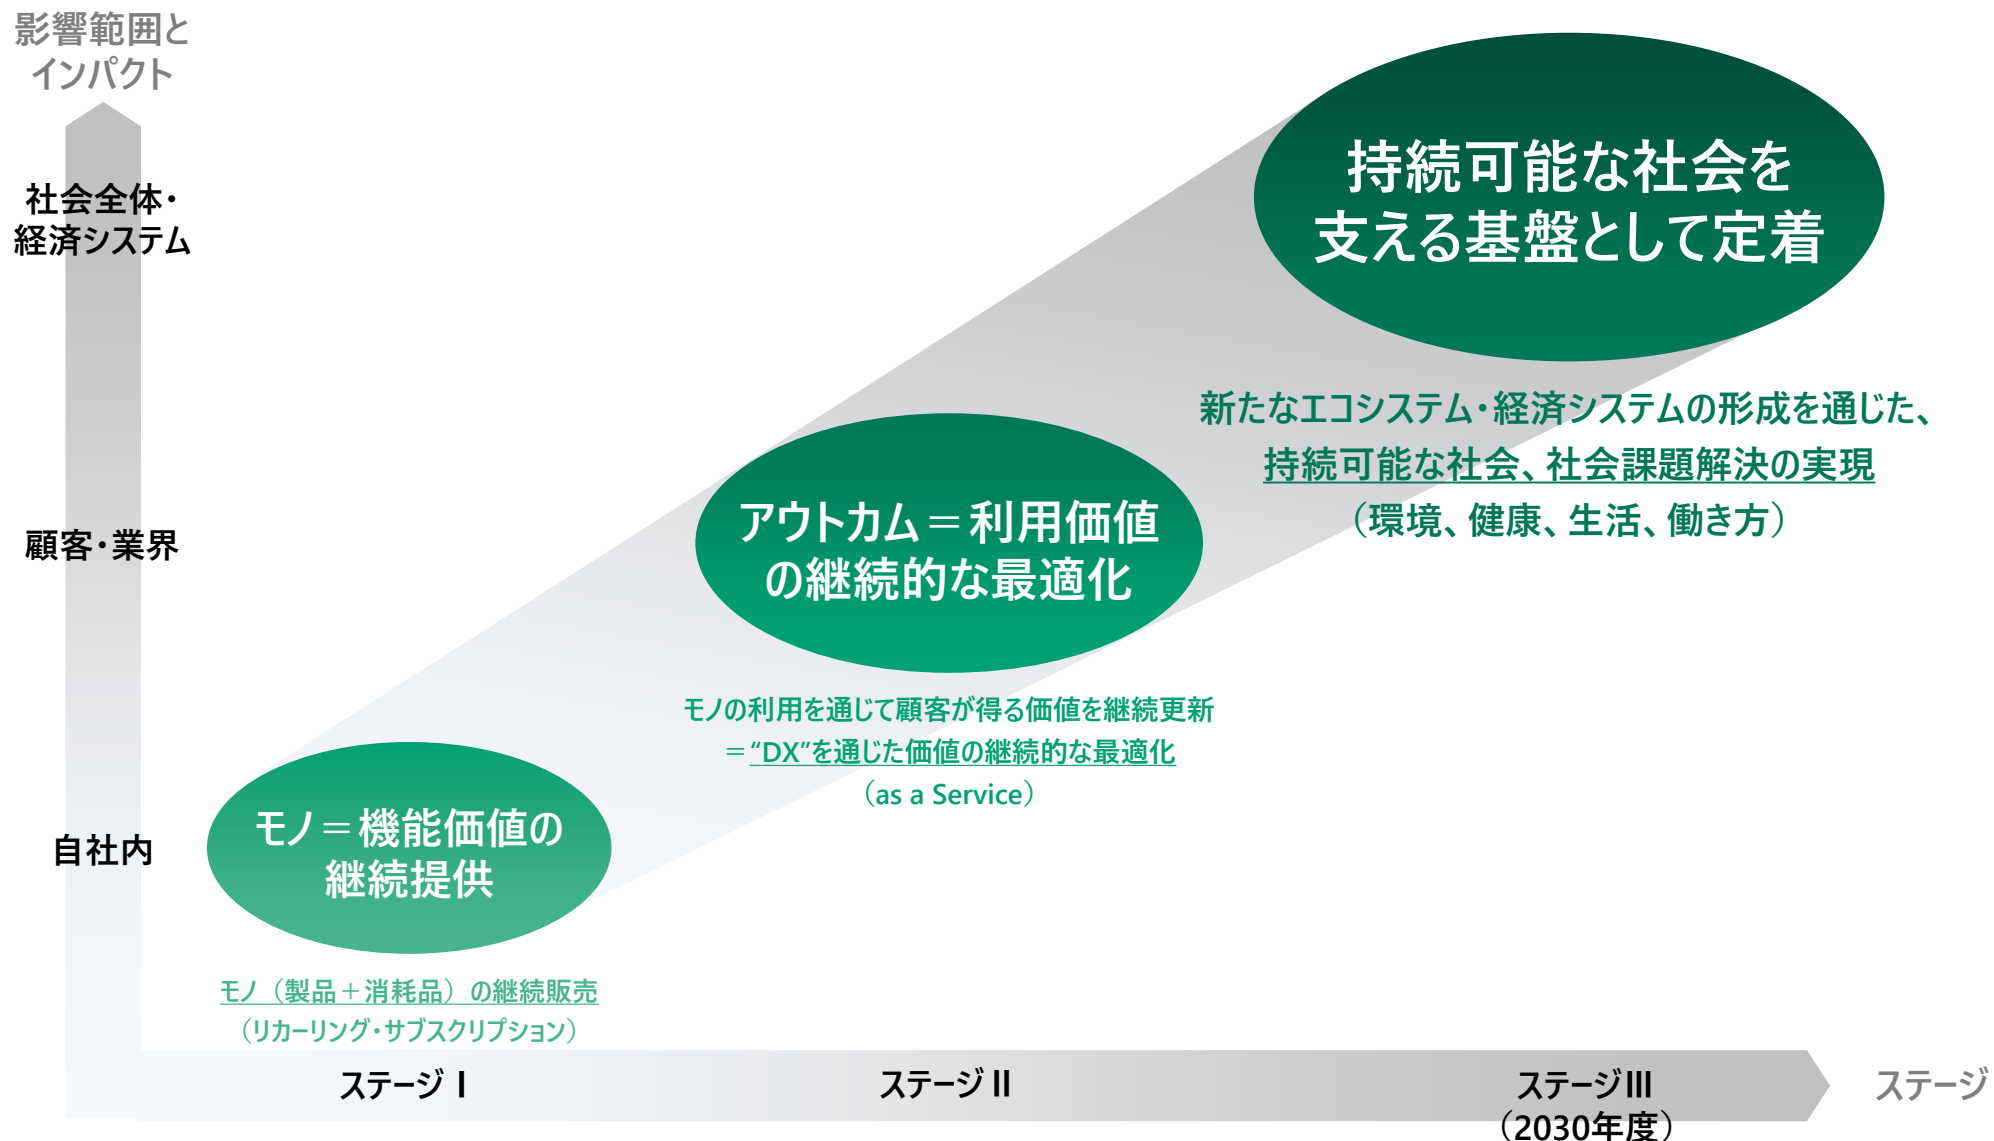 影響範囲と
インパクト
社会全体・
経済システム
顧客・業界
自社内
持続可能な社会を
支える基盤として定着
新たなエコシステム・経済システムの形成を通じた、
持続可能な社会、社会課題解決の実現
（環境、健康、生活、働き方）
アウトカム＝利用価値
の継続的な最適化
モノの利用を通じて顧客が得る価値を継続更新
＝“DX”を通じた価値の継続的な最適化
（as a Service）
モノ＝機能価値の
継続提供
モノ（製品＋消耗品）の継続販売
（リカーリング・サブスクリプション）
ステージⅠ
ステージⅡ
ステージⅢ
（2030年度）
ステージ